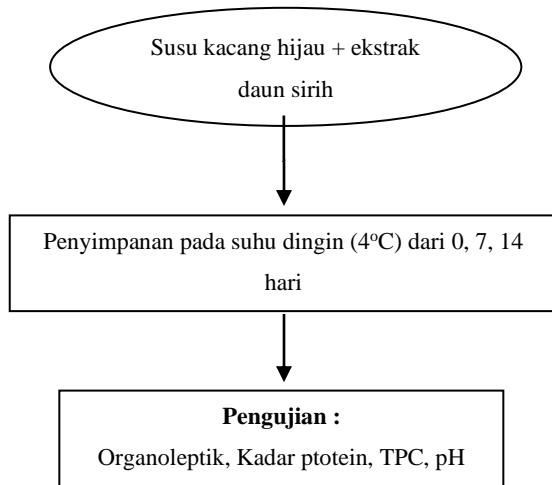 Susu kacang hijau + ekstrak
daun sirih
Penyimpanan pada suhu dingin (4°C) dari 0, 7, 14
hari
Pengujian :
Organoleptik, Kadar ptotein, TPC, pH